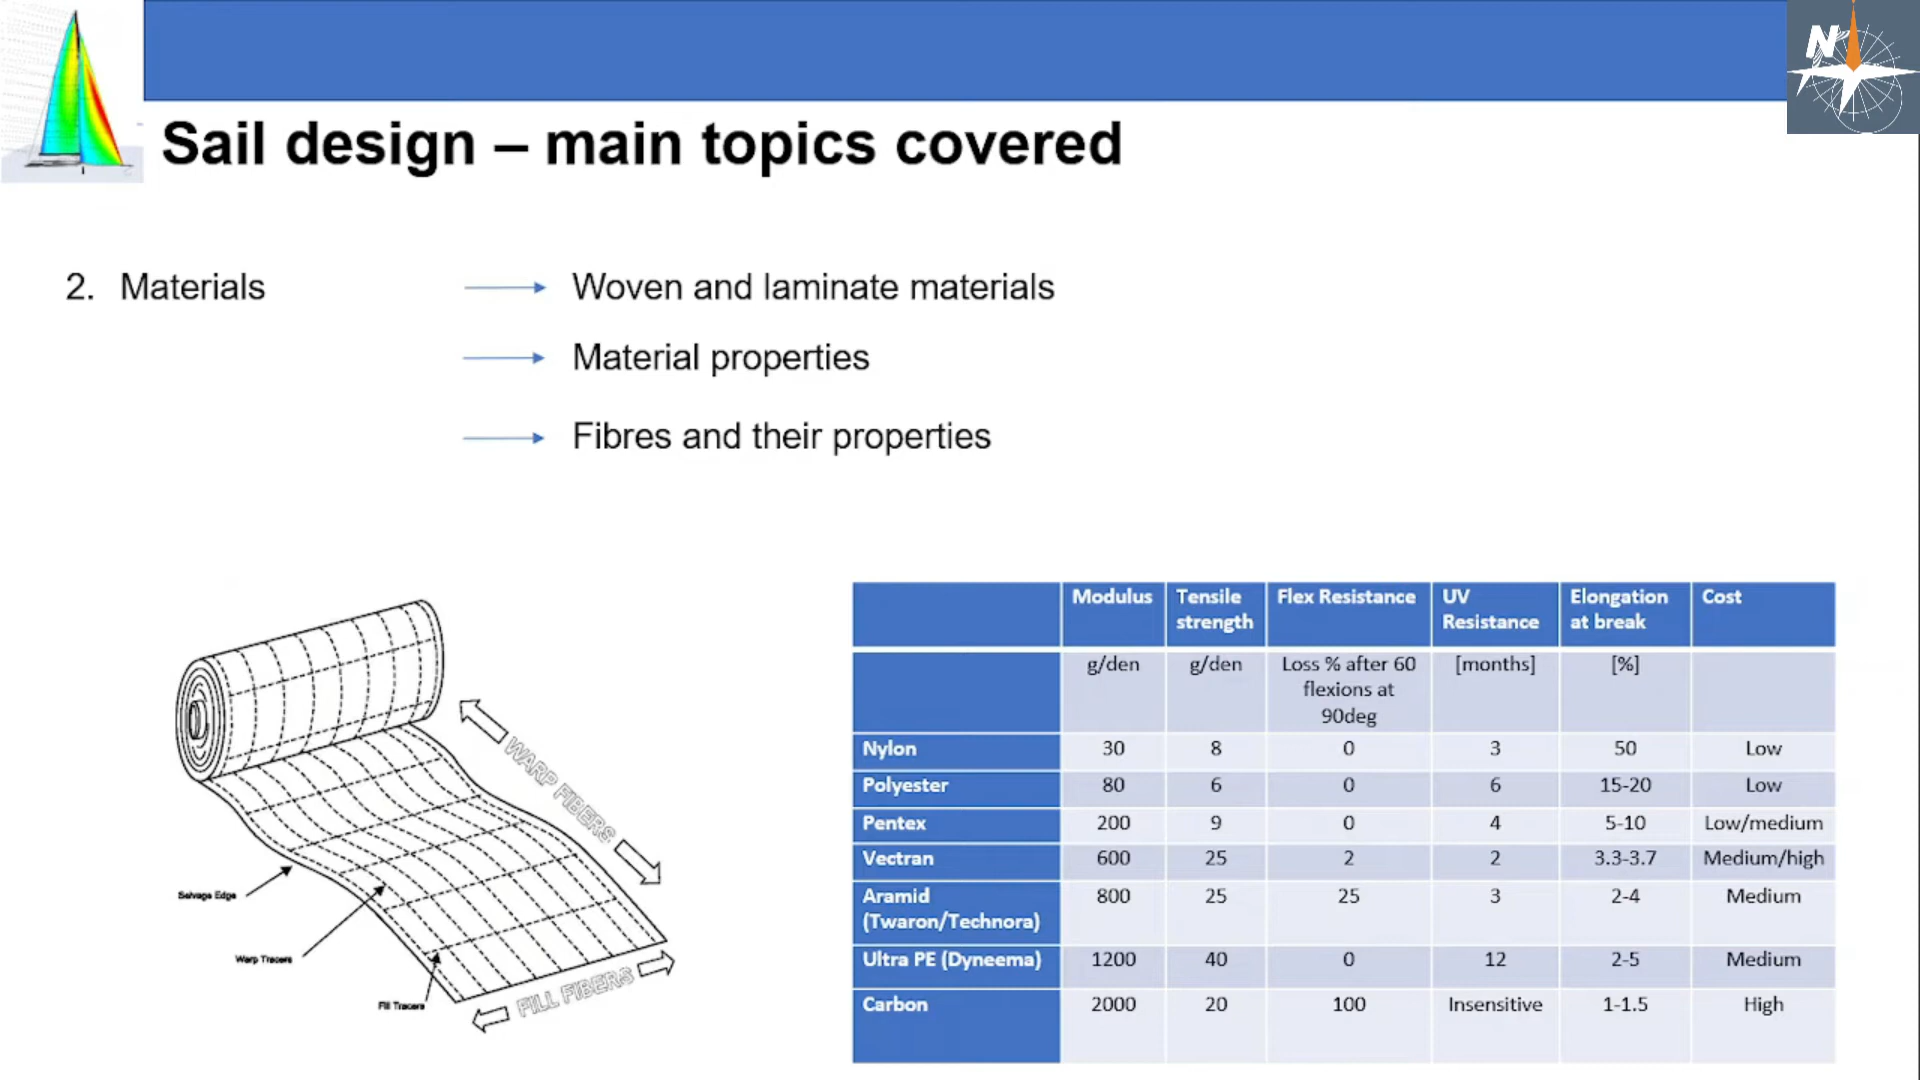 N
Sail design – main topics covered
2. Materials
Woven and laminate materials
Material properties
Fibres and their properties
WARP FIBERS
Selvage Edge
Warp Tracers
Fill Tracers
FILL FIBERS
Modulus Tensile strength Flex Resistance UV Resistance Elongation at break Cost
g/den g/den Loss % after 60 flexions at 90deg [months] [%]
Nylon 30 8 0 3 50 Low
Polyester 80 6 0 6 15-20 Low
Pentex 200 9 0 4 5-10 Low/medium
Vectran 600 25 2 2 3.3-3.7 Medium/high
Aramid (Twaron/Technora) 800 25 25 3 2-4 Medium
Ultra PE (Dyneema) 1200 40 0 12 2-5 Medium
Carbon 2000 20 100 Insensitive 1-1.5 High